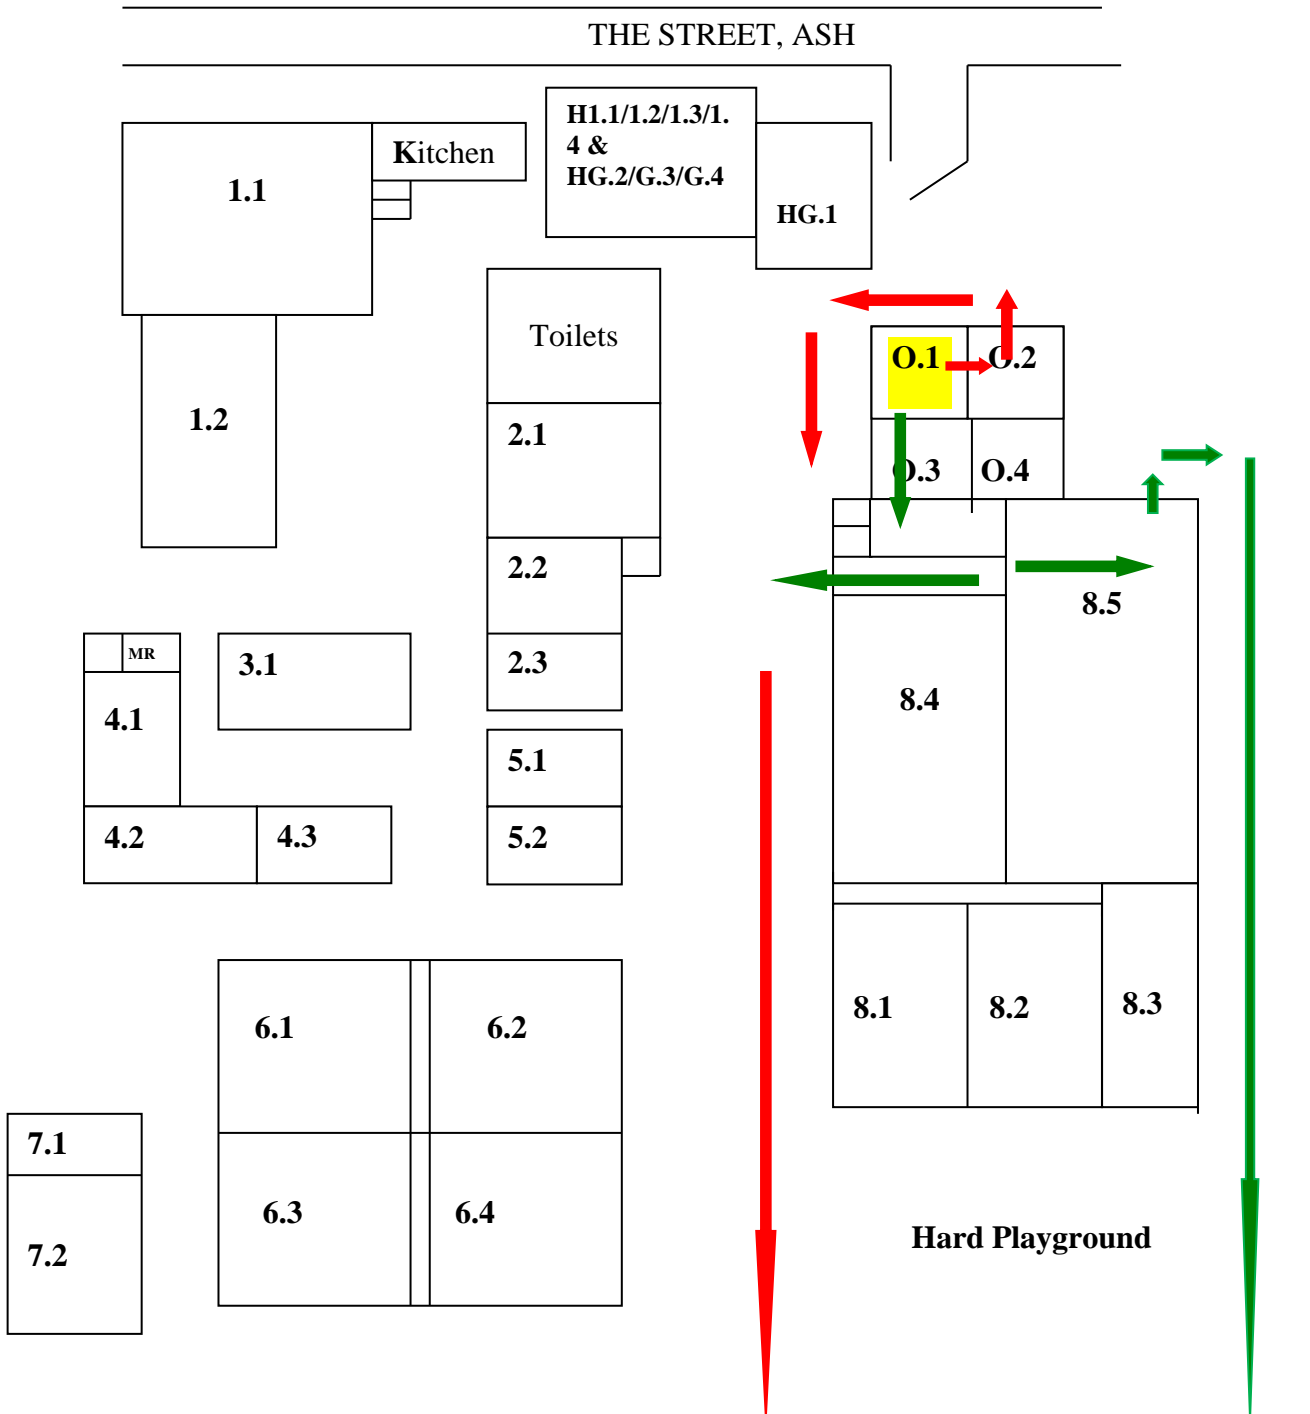 THE STREET, ASH
H1.1/1.2/1.3/1.
4 &
HG.2/G.3/G.4
Kitchen
1.1
HG.1
Toilets
O.1
O.2
1.2
2.1
O.3
O.4
2.2
8.5
MR
3.1
2.3
8.4
4.1
5.1
4.2
4.3
5.2
6.1
6.2
8.1
8.2
8.3
7.1
6.3
6.4
7.2
Hard Playground